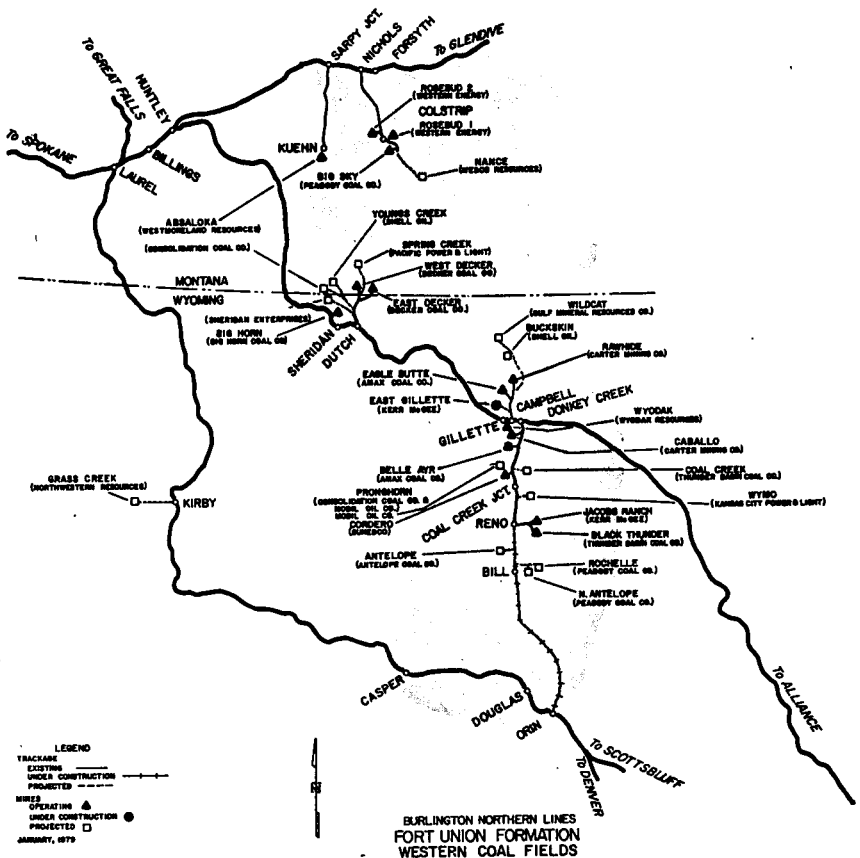 SARPY JCT.
NICHOLS
FORSYTH
To GLENDIVE
To GREAT FALLS
HUNTLEY
To SPOKANE
BILLINGS
LAUREL
ROSEBUD 2
(WESTERN ENERGY)
COLSTRIP
ROSEBUD 1
(WESTERN ENERGY)
KUEHN
BIG SKY
(PEABODY COAL CO.)
NANCE
(WESCO RESOURCES)
ABSALOKA
(WESTMORELAND RESOURCES)
(CONSOLIDATION COAL CO.)
YOUNGS CREEK
(SHELL OIL)
SPRING CREEK
(PACIFIC POWER & LIGHT)
WEST DECKER
(DECKER COAL CO.)
MONTANA
WYOMING
EAST DECKER
(DECKER COAL CO.)
(SHERIDAN ENTERPRISES)
BIG HORN
(BIG HORN COAL CO)
SHERIDAN
DUTCH
WILDCAT
(GULF MINERAL RESOURCES CO.)
BUCKSKIN
(SHELL OIL)
RAWHIDE
(CARTER MINING CO.)
EAGLE BUTTE
(AMAX COAL CO.)
EAST GILLETTE
(KERR McGEE)
CAMPBELL
DONKEY CREEK
GILLETTE
WYODAK
(WYODAK RESOURCES)
CABALLO
(CARTER MINING CO.)
BELLE AYR
(AMAX COAL CO.)
COAL CREEK
(THUNDER BASIN COAL CO.)
PRONGHORN
(CONSOLIDATION COAL CO. &
MOBIL OIL CO.)
MOBIL OIL CO.
CORDERO
(SUNEDCO)
COAL CREEK JCT.
WYMO
(KANSAS CITY POWER & LIGHT)
GRASS CREEK
(NORTHWESTERN RESOURCES)
KIRBY
RENO
JACOBS RANCH
(KERR McGEE)
BLACK THUNDER
(THUNDER BASIN COAL CO.)
ANTELOPE
(ANTELOPE COAL CO.)
ROCHELLE
(PEABODY COAL CO.)
BILL
N. ANTELOPE
(PEABODY COAL CO.)
CASPER
DOUGLAS
ORIN
To ALLIANCE
To SCOTTSBLUFF
To DENVER
LEGEND
TRACKAGE
EXISTING
UNDER CONSTRUCTION
PROJECTED
MINES
OPERATING
UNDER CONSTRUCTION
PROJECTED
JANUARY, 1979
BURLINGTON NORTHERN LINES
FORT UNION FORMATION
WESTERN COAL FIELDS